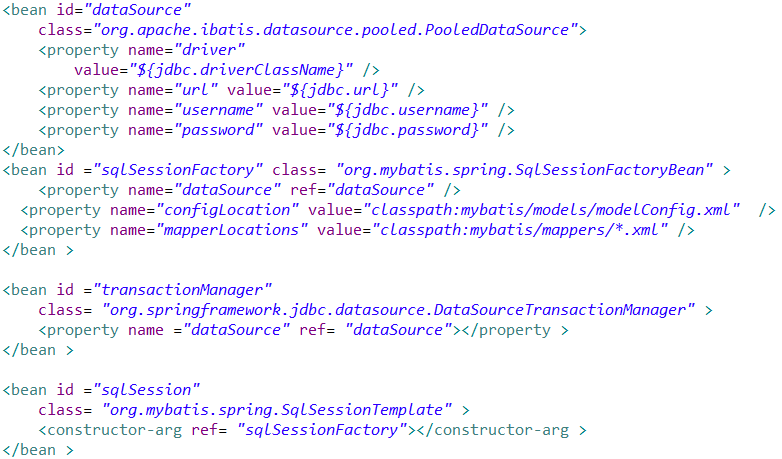 <bean id="dataSource"
class="org.apache.ibatis.datasource.pooled.PooledDataSource">
<property name="driver"
value="${jdbc.driverClassName}" />
<property name="url" value="${jdbc.url}" />
<property name="username" value="${jdbc.username}" />
<property name="password" value="${jdbc.password}" />
</bean>
<bean id ="sqlSessionFactory" class= "org.mybatis.spring.SqlSessionFactoryBean" >
<property name="dataSource" ref="dataSource" />
<property name="configLocation" value="classpath:mybatis/models/modelConfig.xml"  />
<property name="mapperLocations" value="classpath:mybatis/mappers/*.xml" />
</bean >
<bean id ="transactionManager"
class= "org.springframework.jdbc.datasource.DataSourceTransactionManager" >
<property name ="dataSource" ref= "dataSource"></property >
</bean >
<bean id ="sqlSession"
class= "org.mybatis.spring.SqlSessionTemplate" >
<constructor-arg ref= "sqlSessionFactory"></constructor-arg >
</bean >